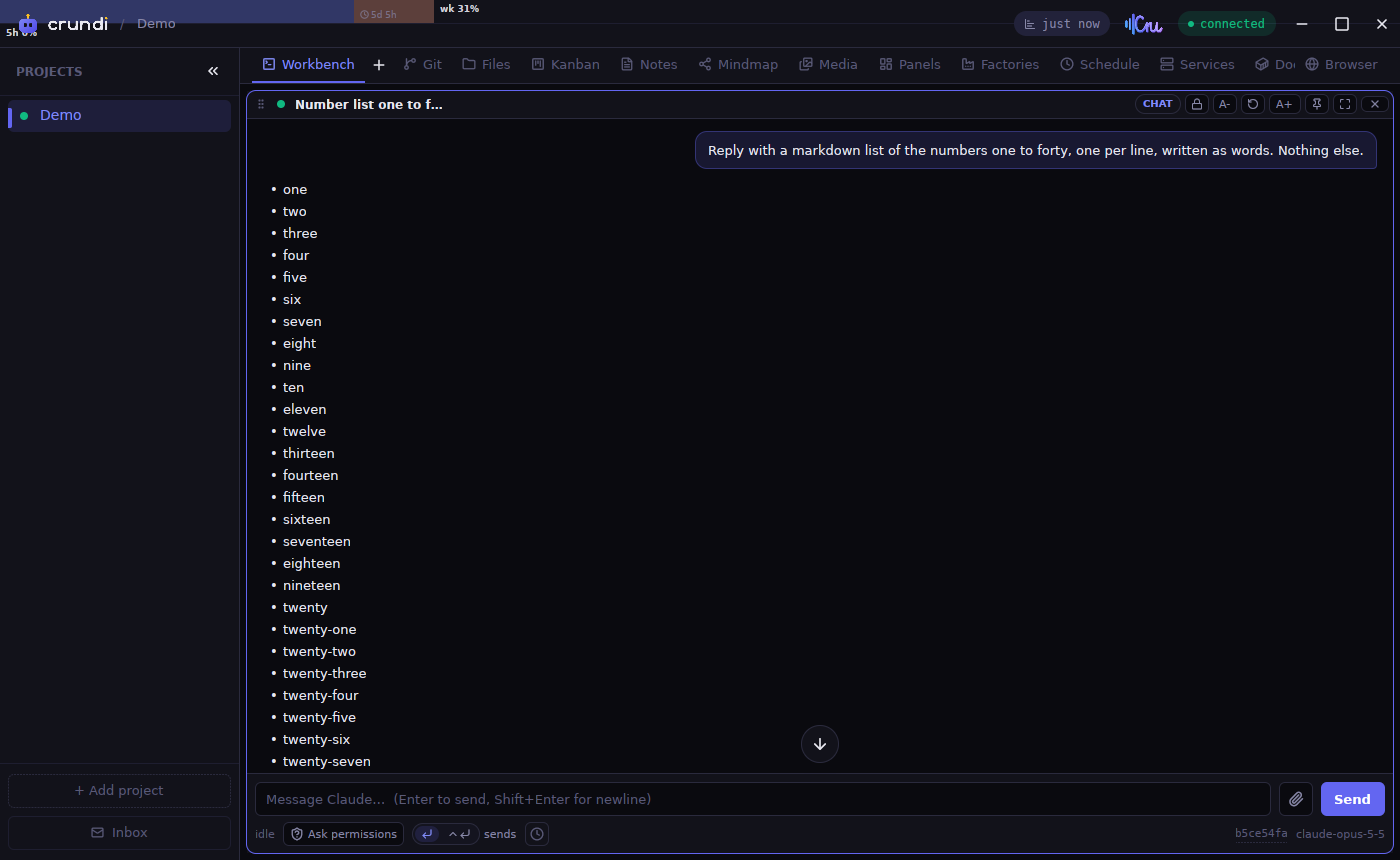 5d 5h
wk 31%
5h 6%
crundi / Demo
just now
Cru
connected
PROJECTS
Workbench
Git
Files
Kanban
Notes
Mindmap
Media
Panels
Factories
Schedule
Services
Doc
Browser
Demo
Number list one to f…
CHAT
A-
A+
Reply with a markdown list of the numbers one to forty, one per line, written as words. Nothing else.
• one
• two
• three
• four
• five
• six
• seven
• eight
• nine
• ten
• eleven
• twelve
• thirteen
• fourteen
• fifteen
• sixteen
• seventeen
• eighteen
• nineteen
• twenty
• twenty-one
• twenty-two
• twenty-three
• twenty-four
• twenty-five
• twenty-six
• twenty-seven
+ Add project
Inbox
Message Claude… (Enter to send, Shift+Enter for newline)
Send
idle
Ask permissions
sends
b5ce54fa
claude-opus-5-5